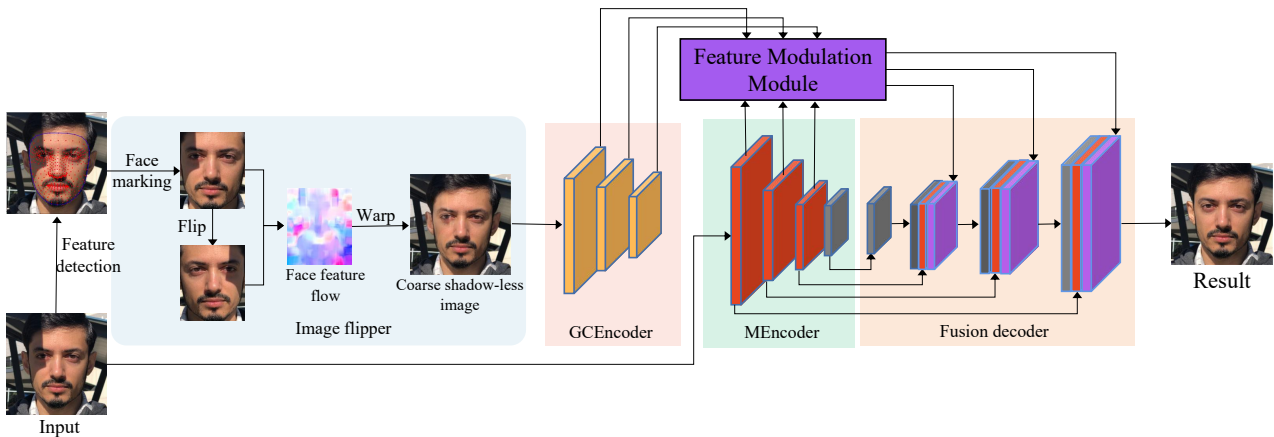 Feature Modulation
Module
Face
marking
Flip
Warp
Feature
detection
Face feature
flow
Coarse shadow-less
image
Image flipper
GCEncoder
MEncoder
Fusion decoder
Result
Input